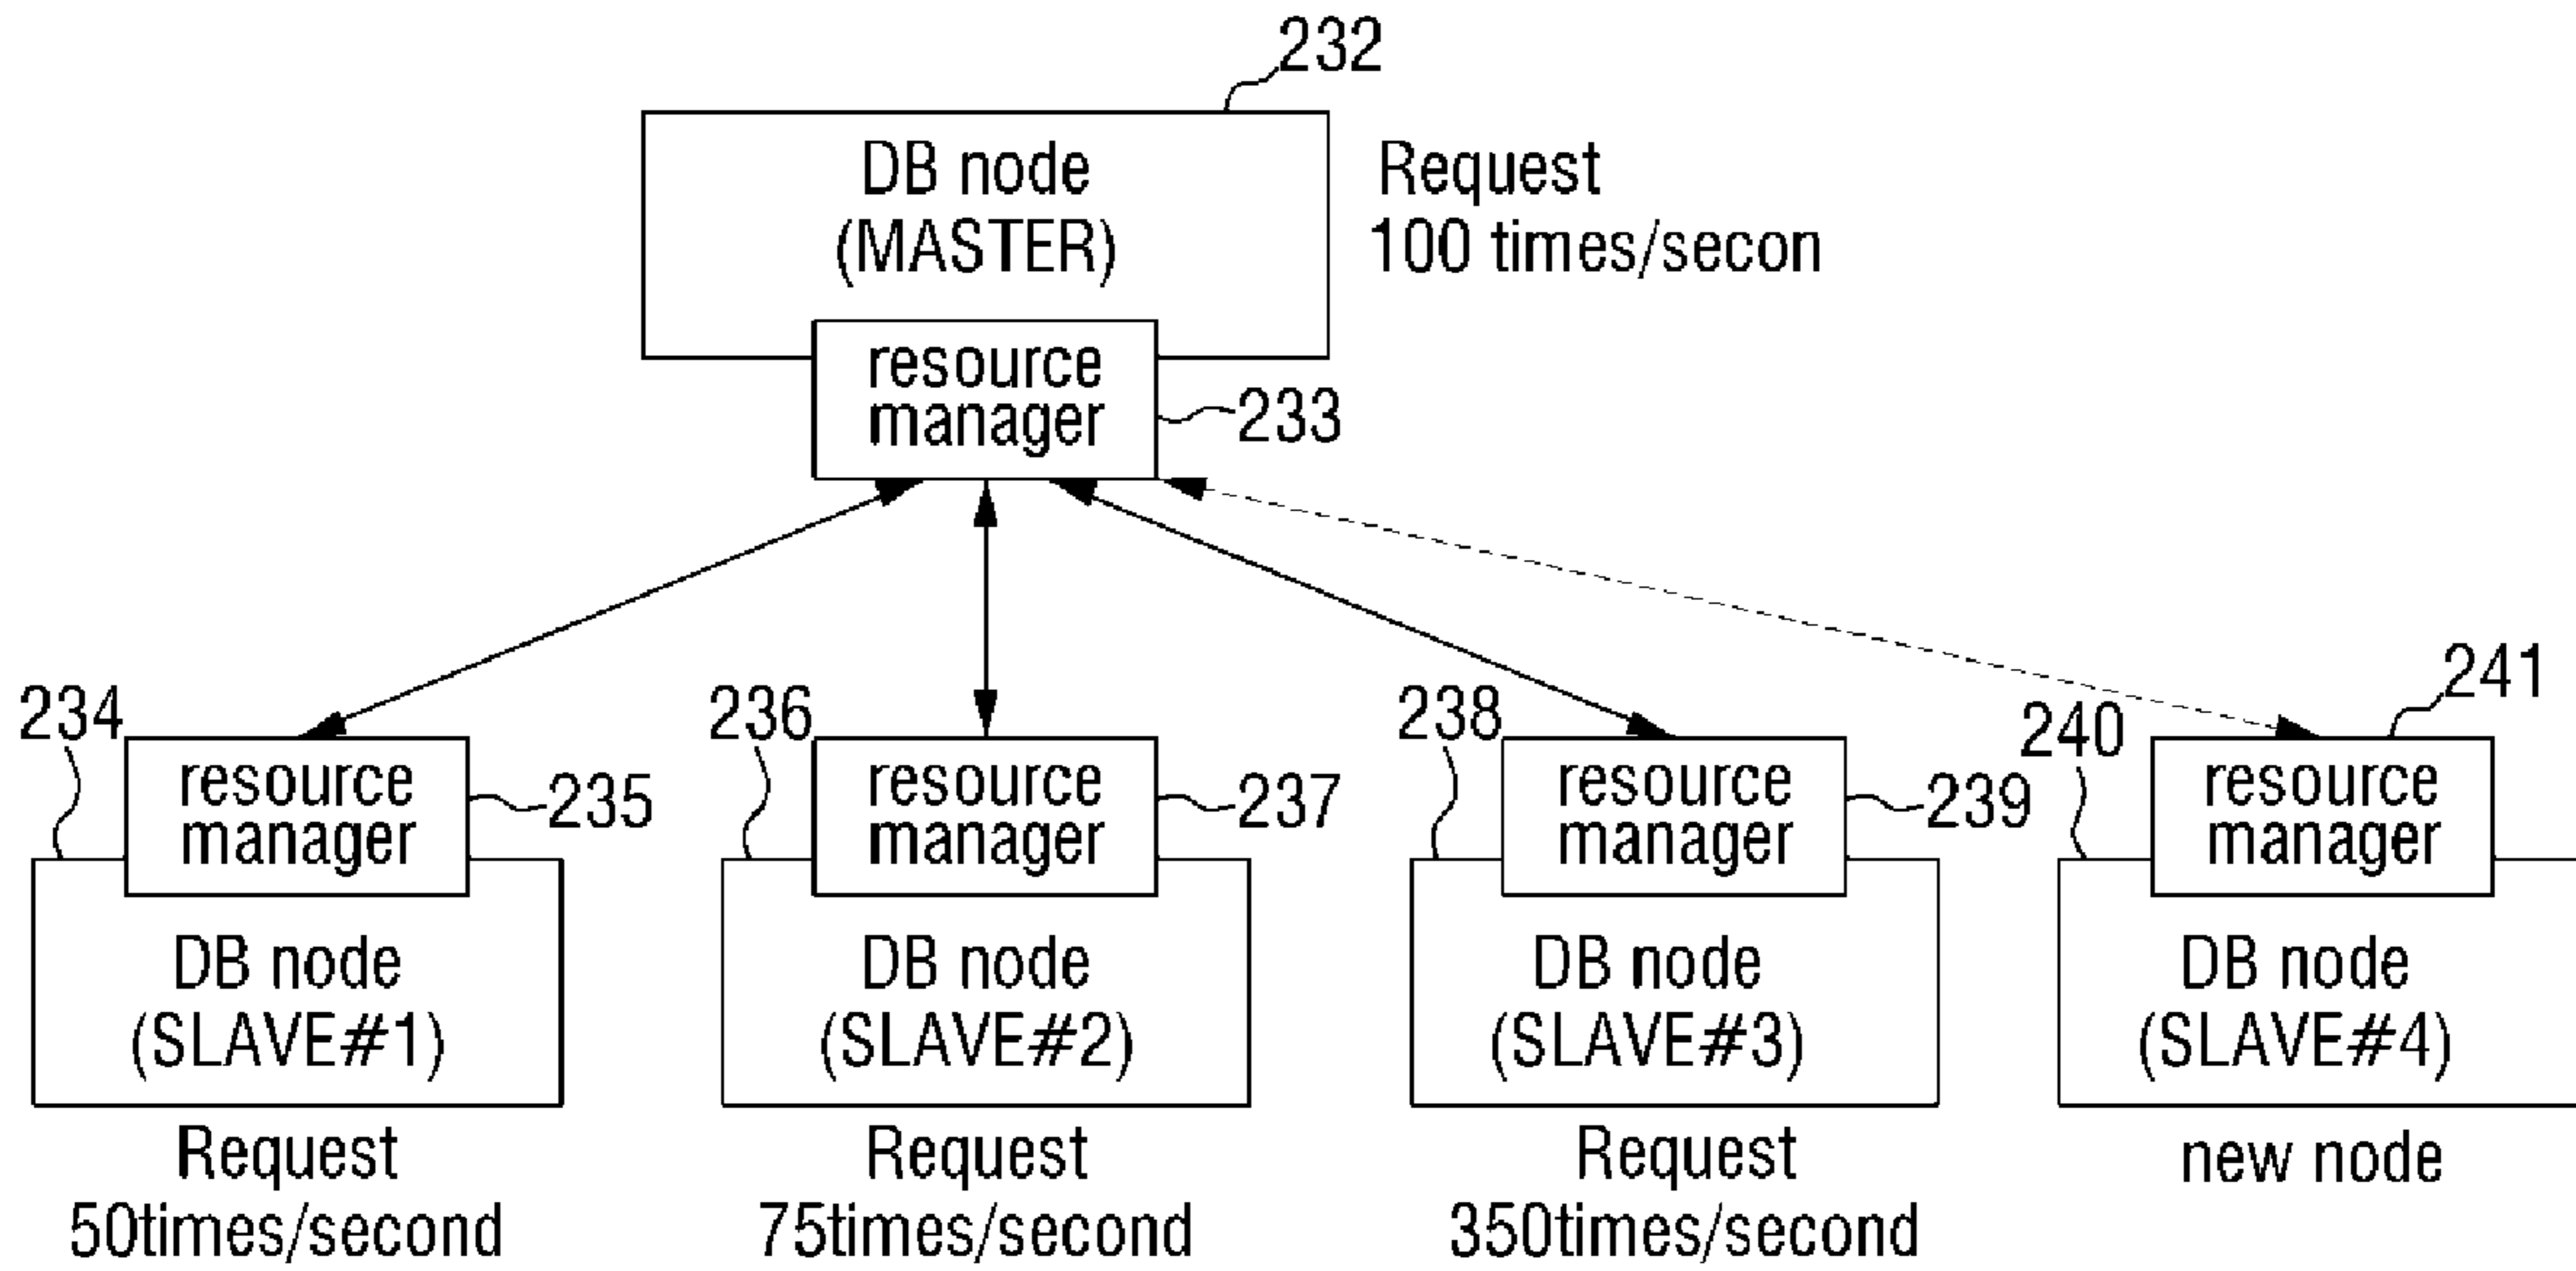 232
DB node
(MASTER)
Request
100 times/secon
resource
manager
233
234
resource
manager
235
DB node
(SLAVE#1)
Request
50times/second
236
resource
manager
237
DB node
(SLAVE#2)
Request
75times/second
238
resource
manager
239
DB node
(SLAVE#3)
Request
350times/second
240
241
resource
manager
DB node
(SLAVE#4)
new node